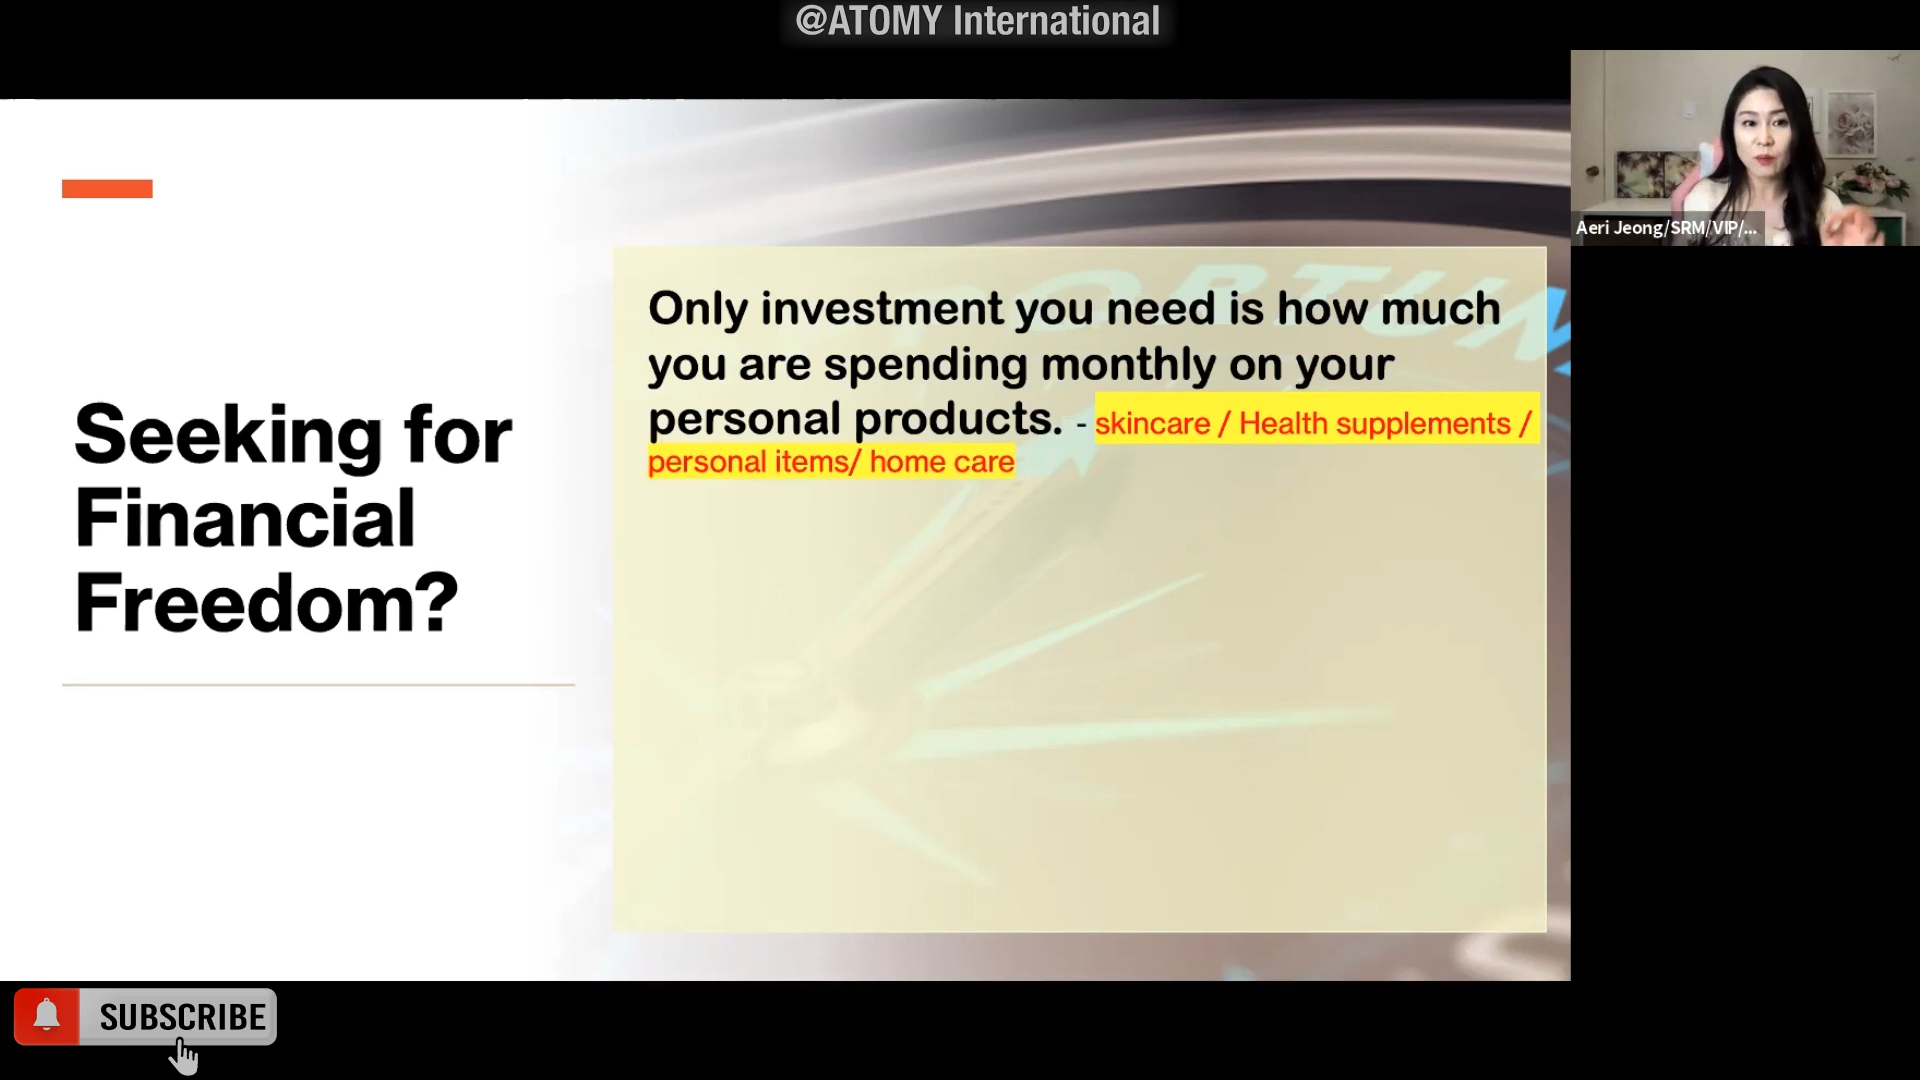 @ATOMY International
Aeri Jeong/SRM/VIP/...
Seeking for
Financial
Freedom?
Only investment you need is how much
you are spending monthly on your
personal products. - skincare / Health supplements /
personal items/ home care
SUBSCRIBE